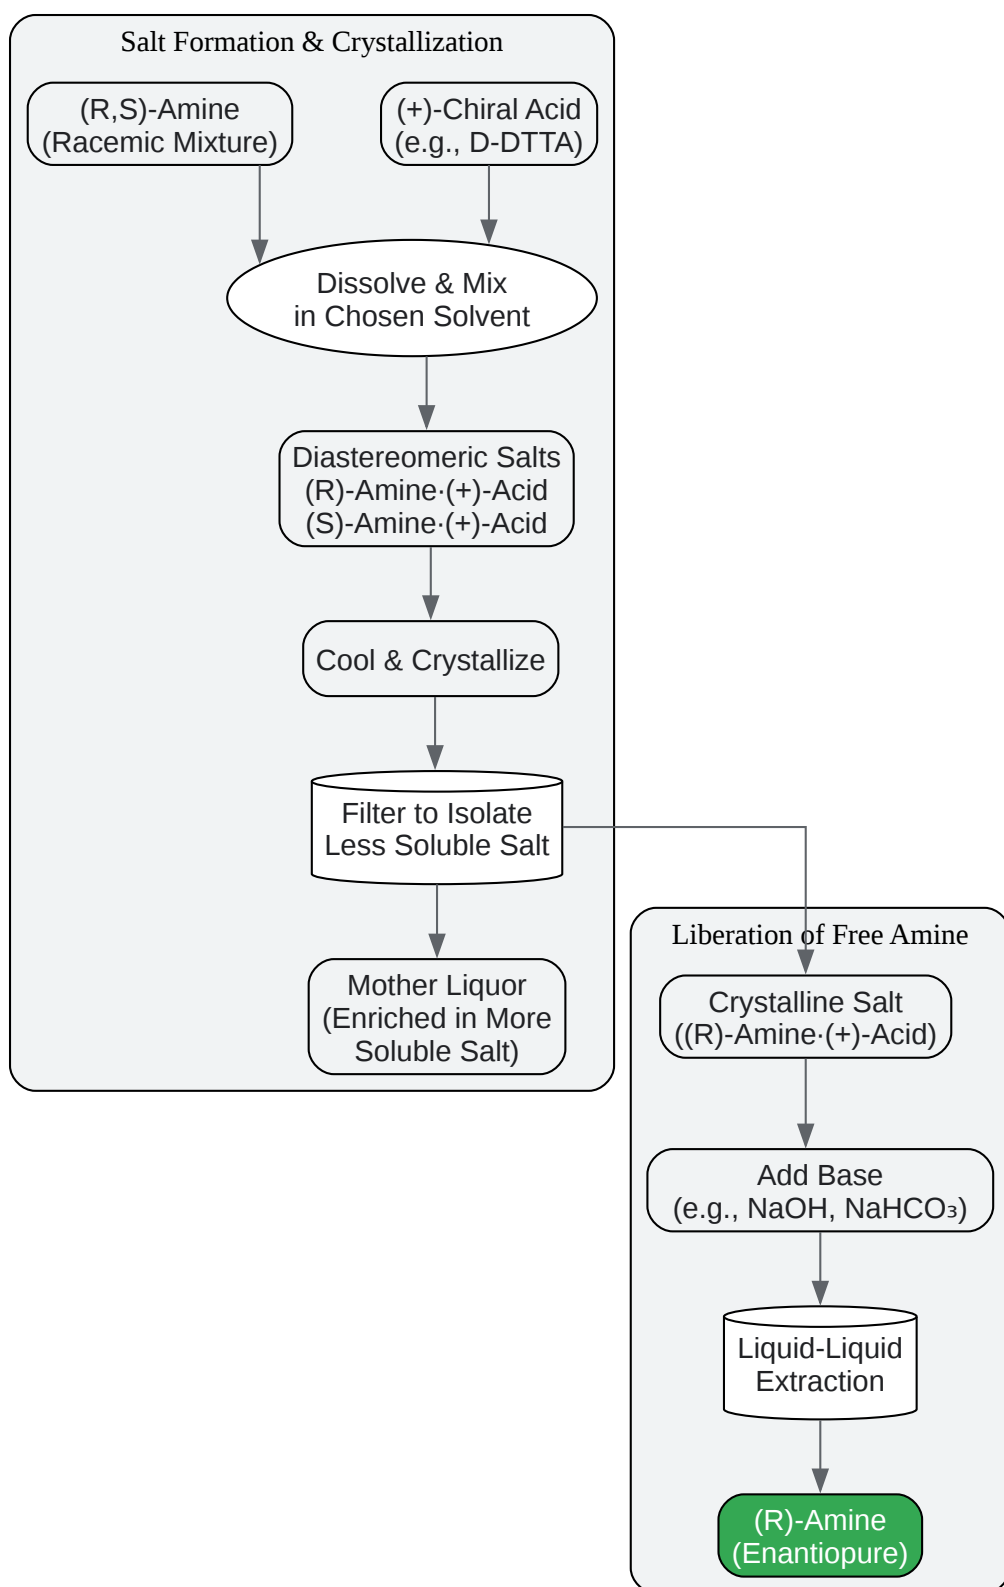 Salt Formation & Crystallization
(R,S)-Amine
(Racemic Mixture)
(+)-Chiral Acid
(e.g., D-DTTA)
Dissolve & Mix
in Chosen Solvent
Diastereomeric Salts
(R)-Amine·(+)-Acid
(S)-Amine·(+)-Acid
Cool & Crystallize
Filter to Isolate
Less Soluble Salt
Mother Liquor
(Enriched in More
Soluble Salt)
Liberation of Free Amine
Crystalline Salt
((R)-Amine·(+)-Acid)
Add Base
(e.g., NaOH, NaHCO₃)
Liquid-Liquid
Extraction
(R)-Amine
(Enantiopure)